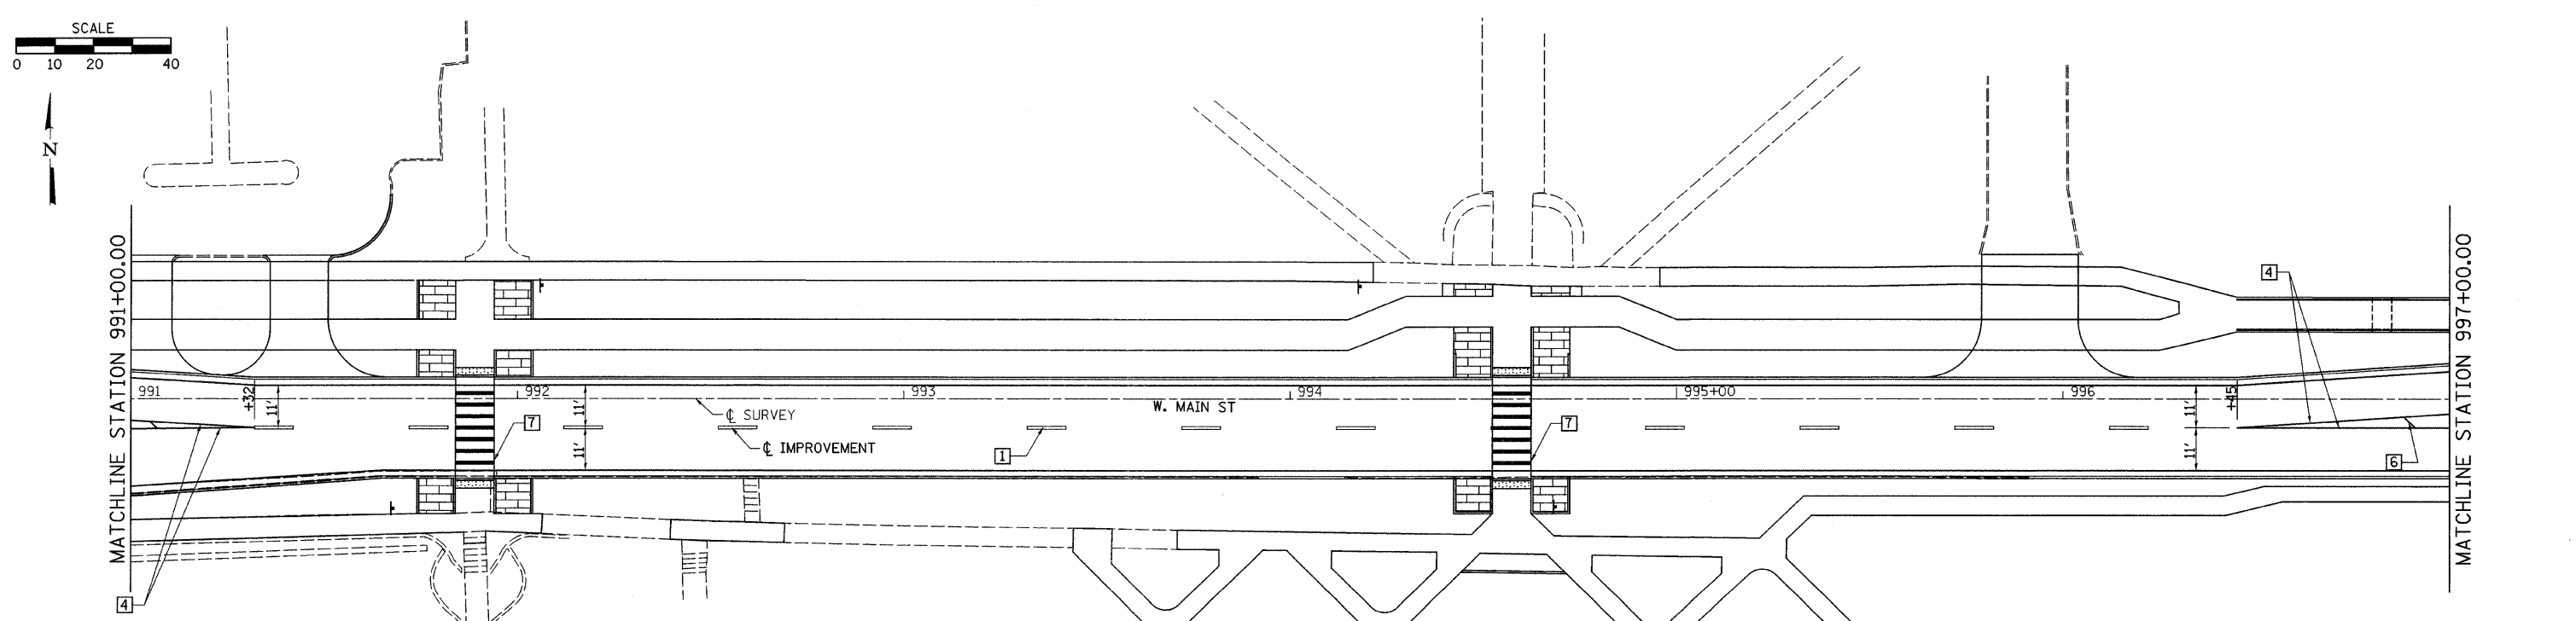 SCALE
0 10 20 40
N
MATCHLINE STATION 991+00.00
991
+32
11'
992
11'
11'
℄ SURVEY
℄ IMPROVEMENT
993
W. MAIN ST
994
995+00
996
11'
11'
+45
MATCHLINE STATION 997+00.00
4
7
1
7
4
6